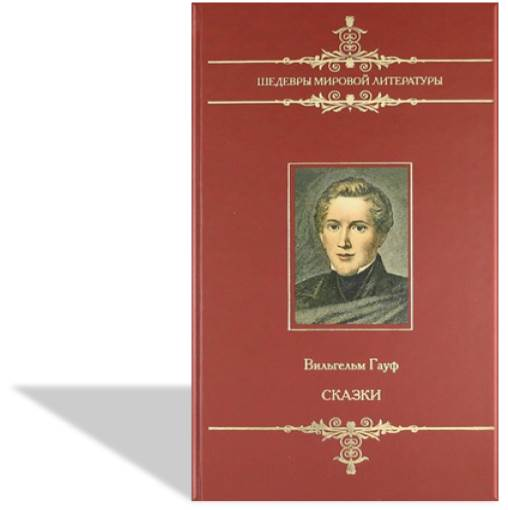 ШЕДЕВРЫ МИРОВОЙ ЛИТЕРАТУРЫ
Вильгельм Гауф
СКАЗКИ